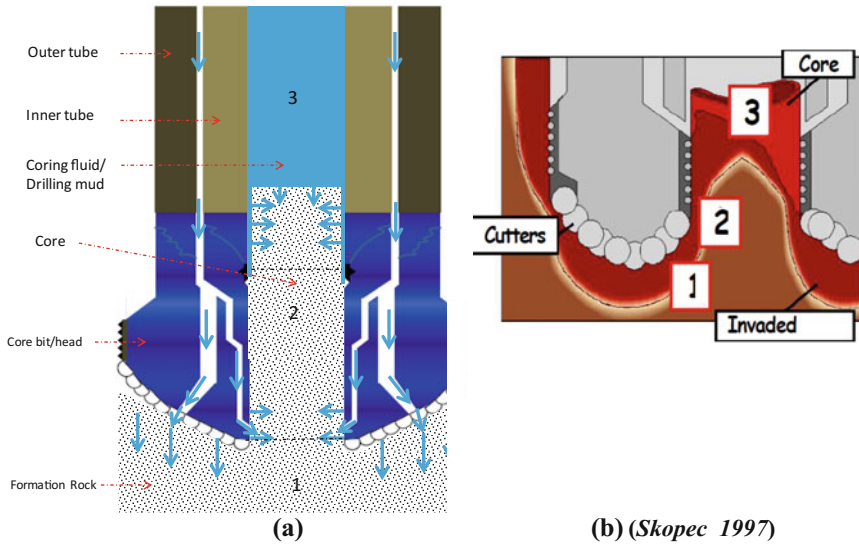 Outer tube
Inner tube
Coring fluid/
Drilling mud
Core
Core bit/head
Formation Rock
3
2
1
(a)
Core
3
2
Cutters
1
Invaded
(b) (Skopec 1997)